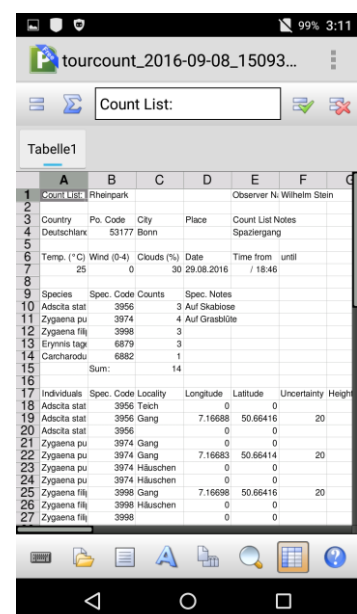 99% 3:11
tourcount_2016-09-08_15093...
Count List:
Tabelle1
A B C D E F G
1 Count List: Rheinpark Observer Na Wilhelm Stein
2
3 Country Po. Code City Place Count List Notes
4 Deutschlanc 53177 Bonn Spaziergang
5
6 Temp. (°C) Wind (0-4) Clouds (%) Date Time from until
7 25 0 30 29.08.2016 / 18:46
8
9 Species Spec. Code Counts Spec. Notes
10 Adscita stat 3956 3 Auf Skabiose
11 Zygaena pu 3974 4 Auf Grasblüte
12 Zygaena fili 3998 3
13 Erynnis tage 6879 3
14 Carcharodu 6882 1
15 Sum: 14
16
17 Individuals Spec. Code Locality Longitude Latitude Uncertainty Height
18 Adscita stat 3956 Teich 0 0
19 Adscita stat 3956 Gang 7.16688 50.66416 20
20 Adscita stat 3956 0 0
21 Zygaena pu 3974 Gang 0 0
22 Zygaena pu 3974 Gang 7.16683 50.66414 20
23 Zygaena pu 3974 Häuschen 0 0
24 Zygaena pu 3974 Häuschen 0 0
25 Zygaena fili 3998 Gang 7.16698 50.66416 20
26 Zygaena fili 3998 Häuschen 0 0
27 Zygaena fili 3998 0 0